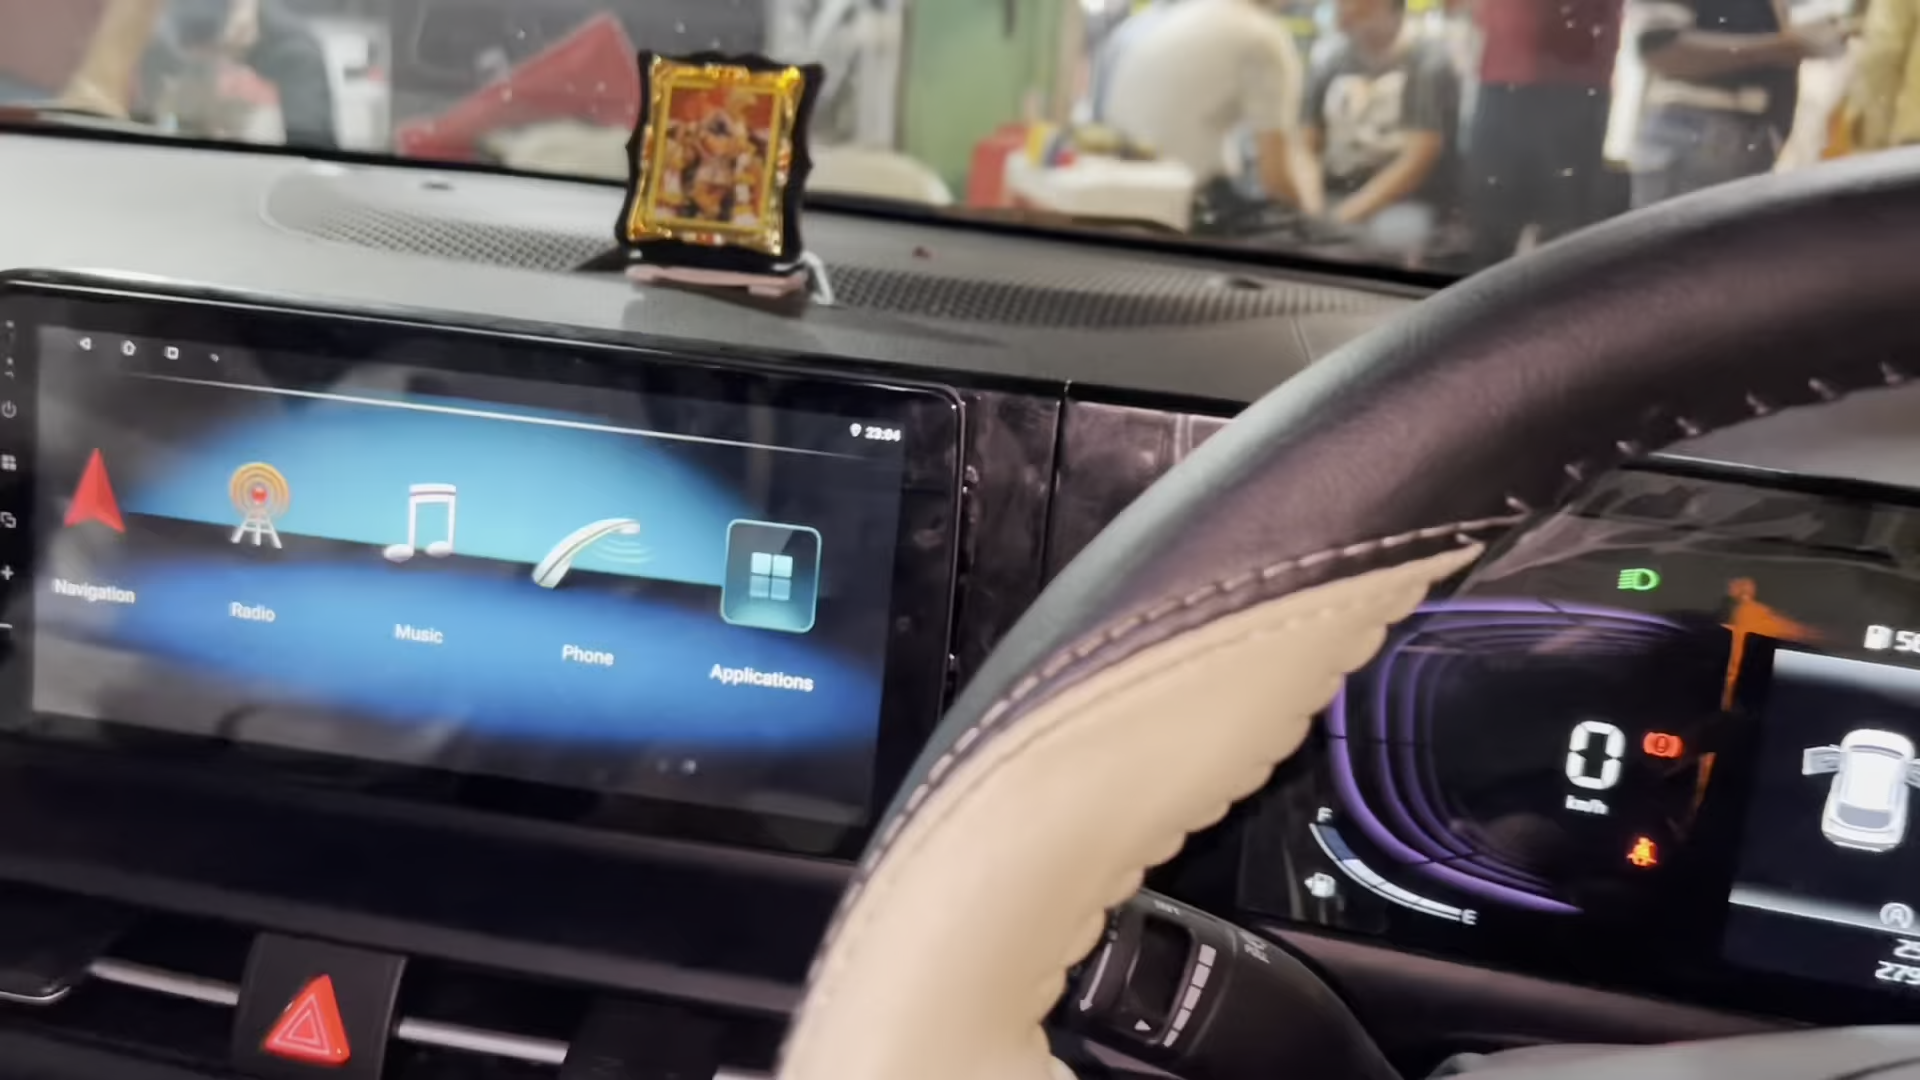 23:04
Navigation
Radio
Music
Phone
Applications
0
km/h
F
E
A